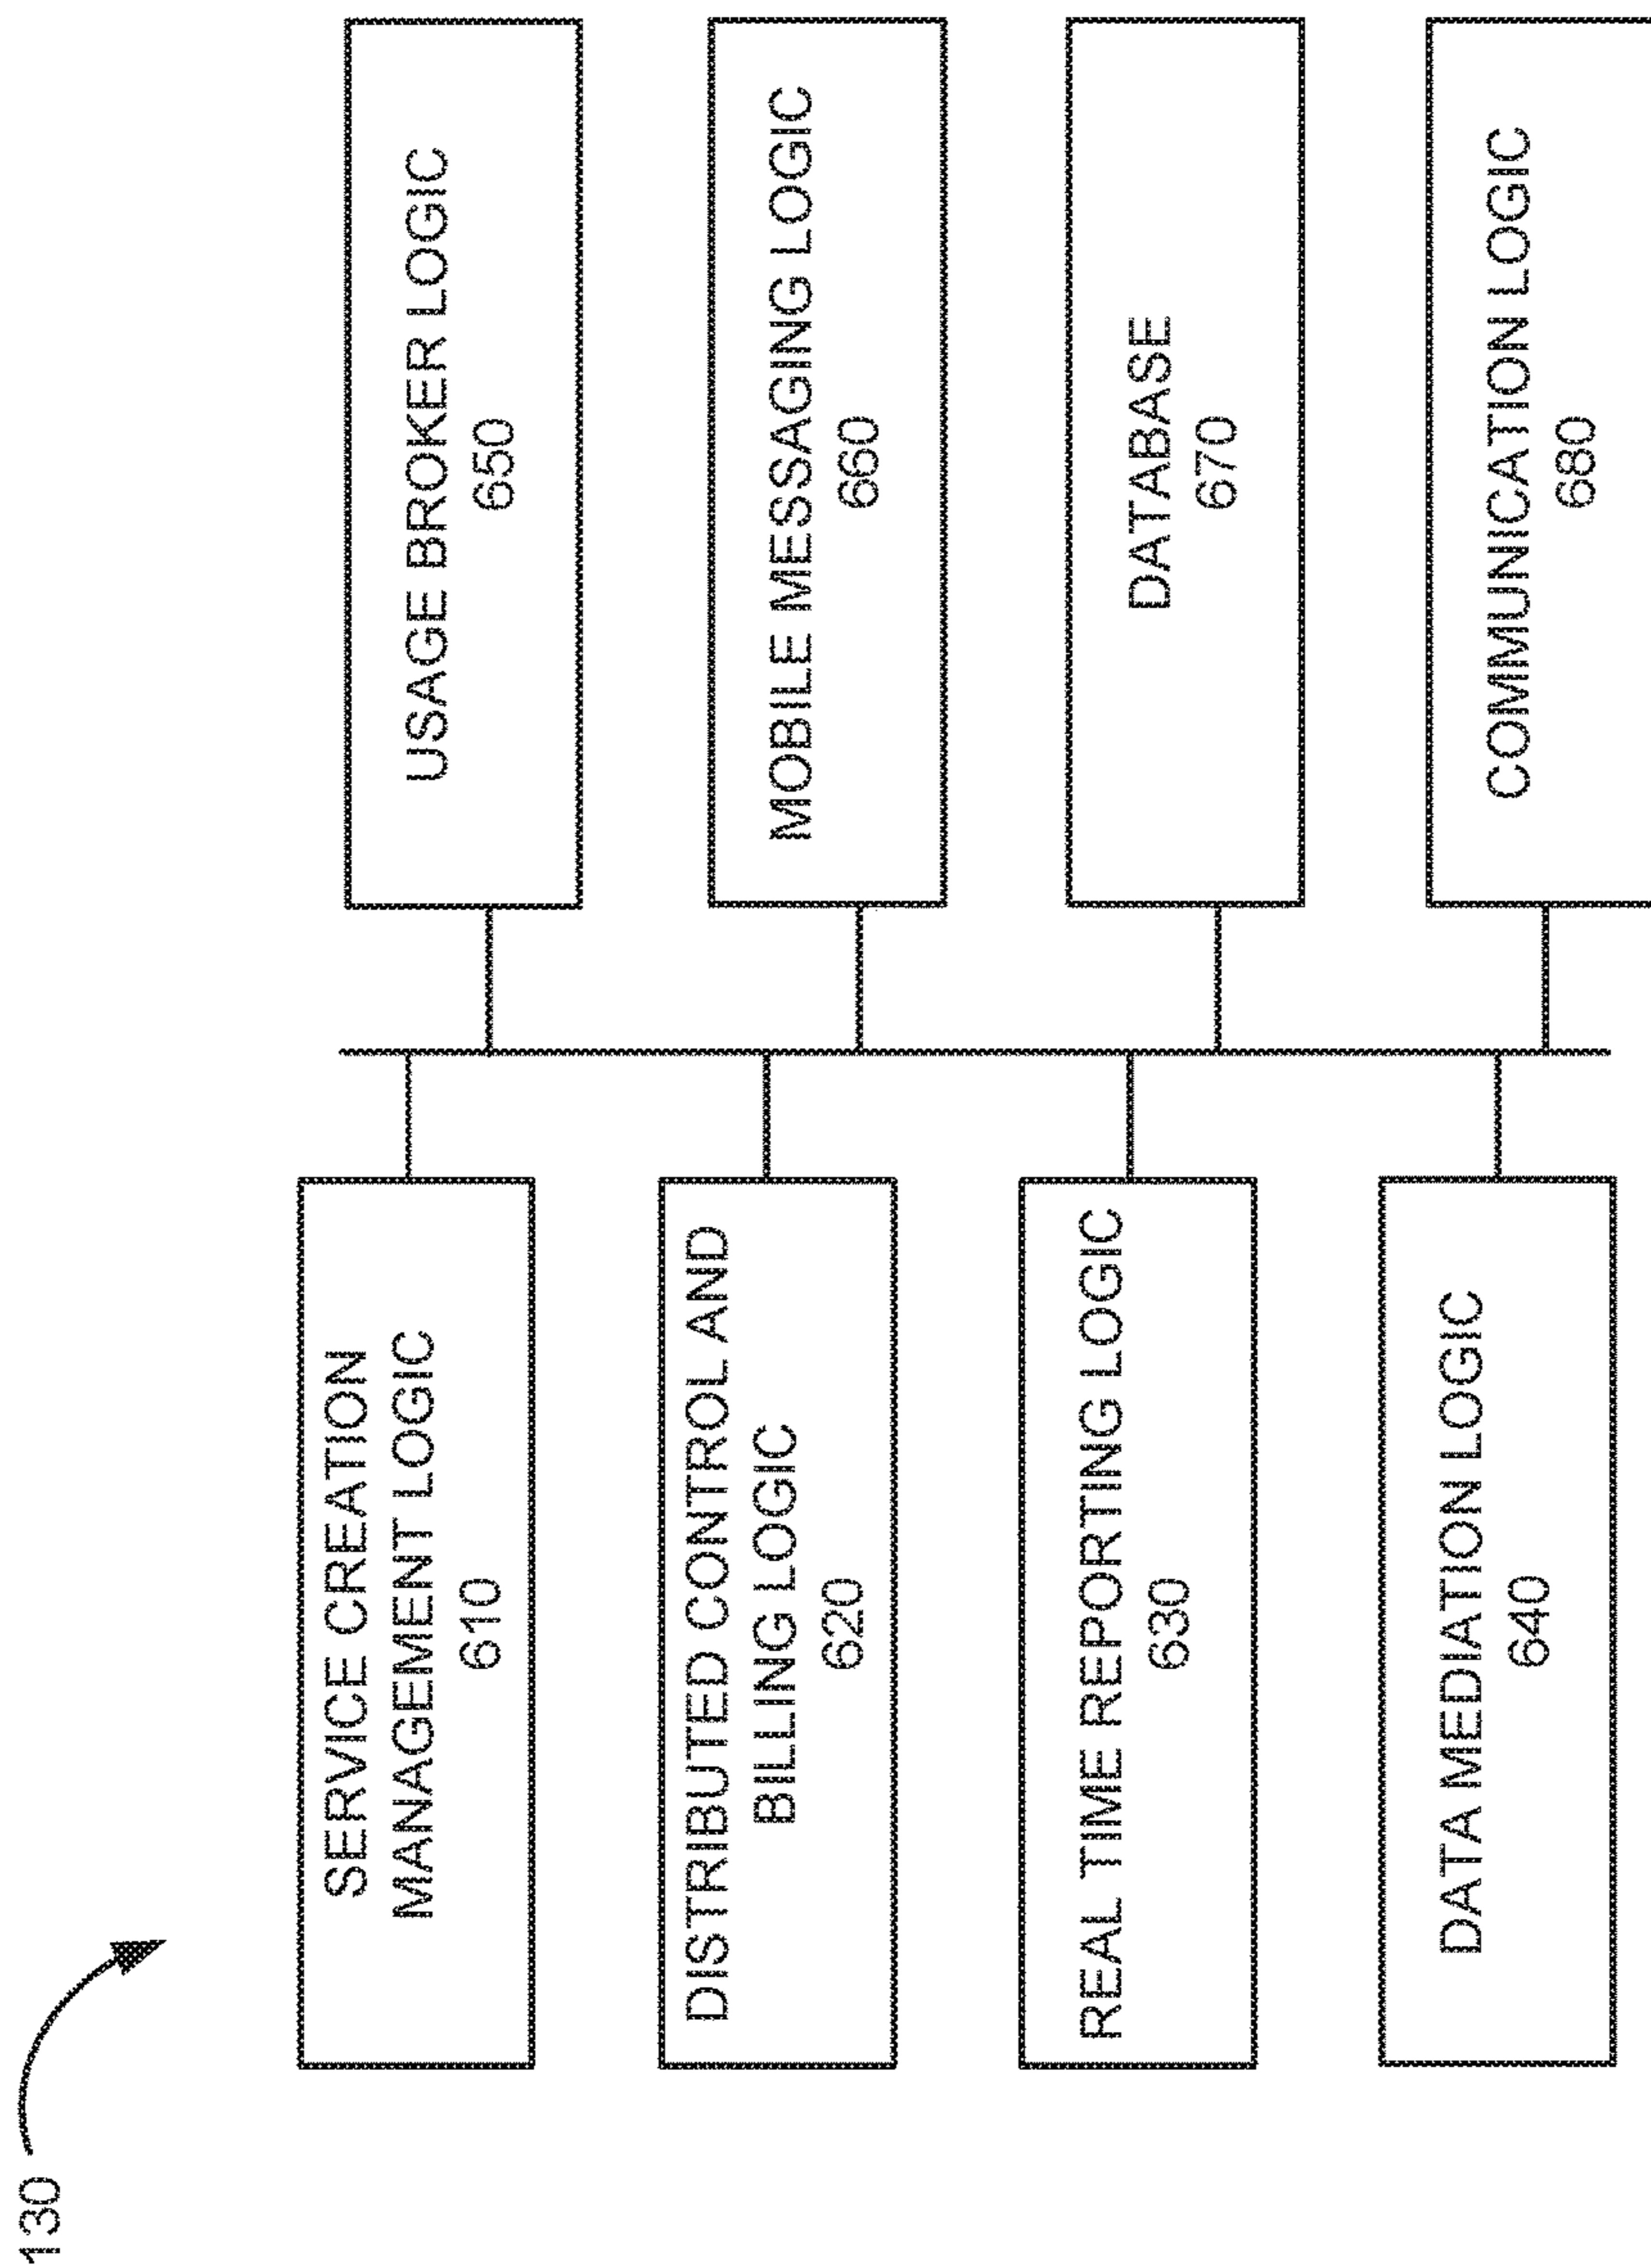 130
SERVICE CREATION
MANAGEMENT LOGIC
610
DISTRIBUTED CONTROL AND
BILLING LOGIC
620
REAL TIME REPORTING LOGIC
630
DATA MEDIATION LOGIC
640
USAGE BROKER LOGIC
650
MOBILE MESSAGING LOGIC
660
DATABASE
670
COMMUNICATION LOGIC
680